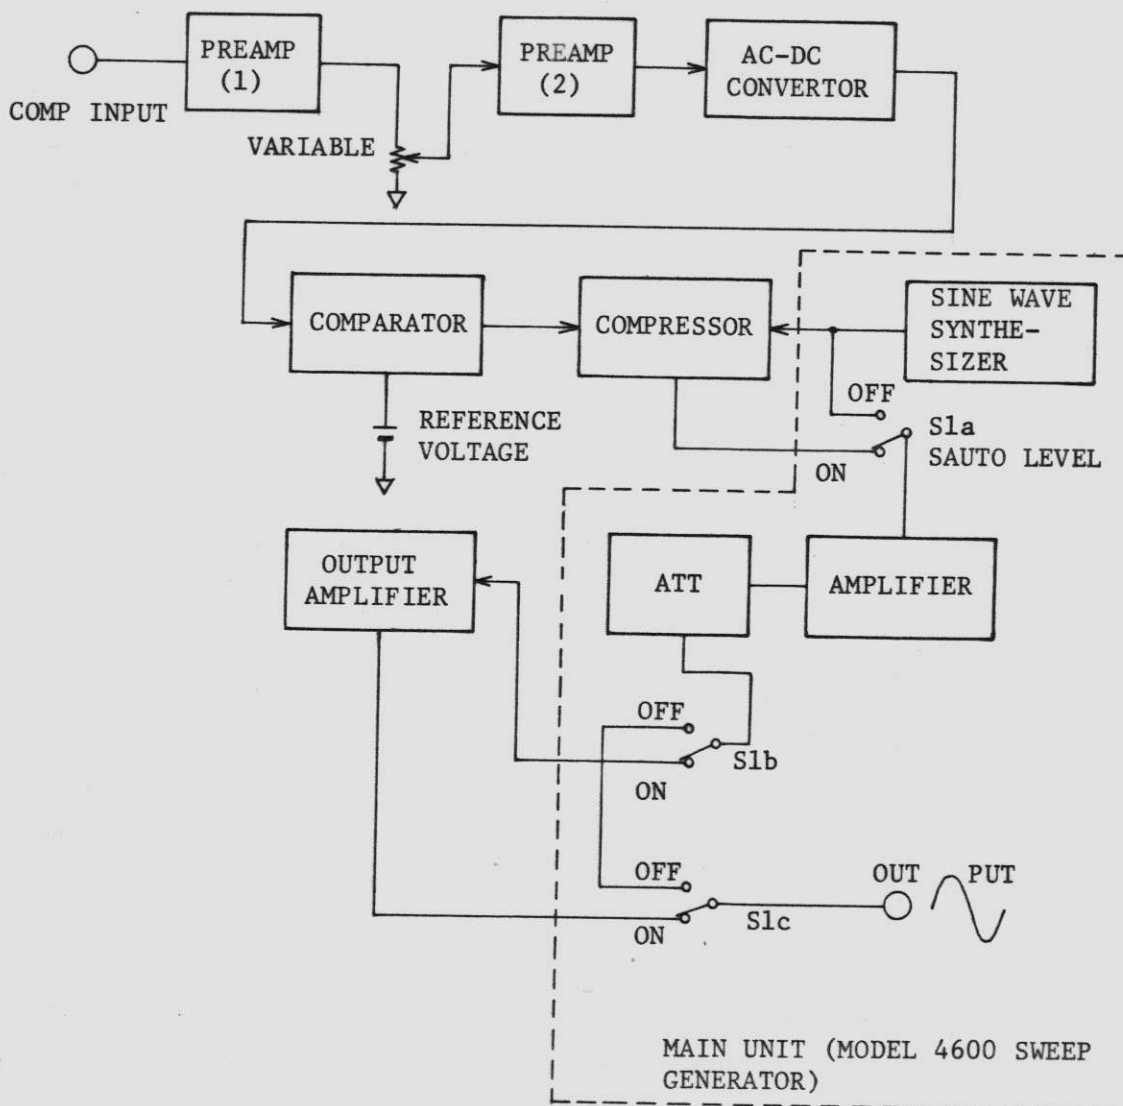 PREAMP
(1)
PREAMP
(2)
AC-DC
CONVERTOR
COMP INPUT
VARIABLE
COMPARATOR
COMPRESSOR
SINE WAVE
SYNTHE-
SIZER
REFERENCE
VOLTAGE
OFF
S1a
SAUTO LEVEL
ON
OUTPUT
AMPLIFIER
ATT
AMPLIFIER
OFF
S1b
ON
OFF
S1c
ON
OUT PUT
MAIN UNIT (MODEL 4600 SWEEP
GENERATOR)